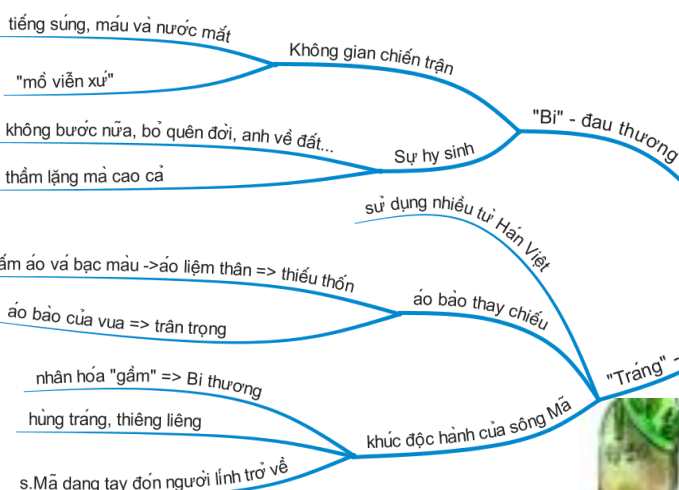 tiếng súng, máu và nước mắt
Không gian chiến trận
"mồ viễn xứ"
"Bi" - đau thương
không bước nữa, bỏ quên đời, anh về đất...
Sự hy sinh
thầm lặng mà cao cả
sử dụng nhiều từ Hán Việt
ấm áo vá bạc màu ->áo liệm thân => thiếu thốn
áo bào thay chiếu
áo bào của vua => trân trọng
"Tráng" -
nhân hóa "gầm" => Bi thương
hùng tráng, thiêng liêng
khúc độc hành của sông Mã
s.Mã dang tay đón người lính trở về